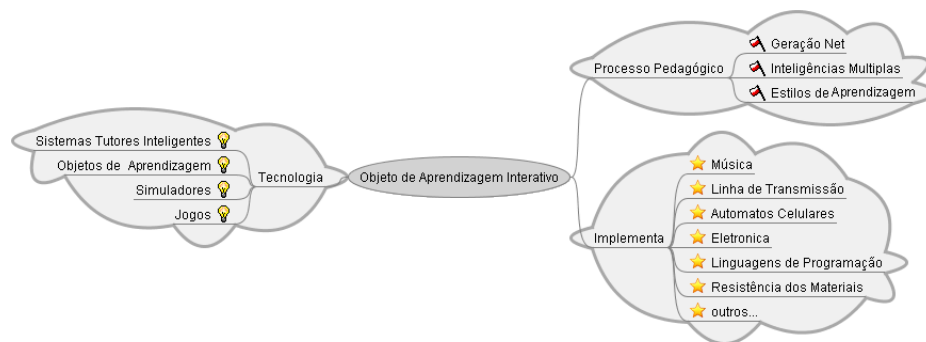 Geração Net
Processo Pedagógico
Inteligências Multiplas
Estilos de Aprendizagem
Sistemas Tutores Inteligentes
Objetos de Aprendizagem
Tecnologia
Simuladores
Jogos
Objeto de Aprendizagem Interativo
Música
Linha de Transmissão
Automatos Celulares
Implementa
Eletronica
Linguagens de Programação
Resistência dos Materiais
outros...